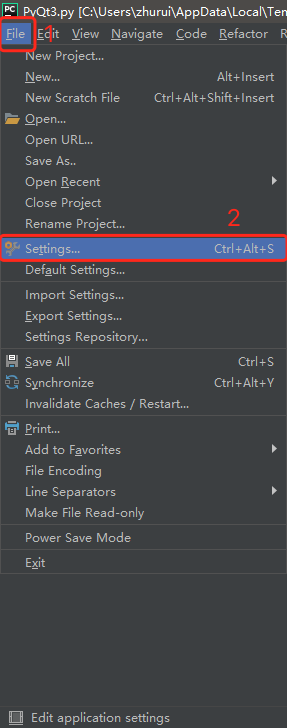 PC PyQt3.py [C:\Users\zhurui\AppData\Local\Ten
File 1 Edit View Navigate Code Refactor R
New Project...
New... Alt+Insert
New Scratch File Ctrl+Alt+Shift+Insert
Open...
Open URL...
Save As..
Open Recent
Close Project
Rename Project...
2
Settings... Ctrl+Alt+S
Default Settings...
Import Settings...
Export Settings...
Settings Repository...
Save All Ctrl+S
Synchronize Ctrl+Alt+Y
Invalidate Caches / Restart...
Print...
Add to Favorites
File Encoding
Line Separators
Make File Read-only
Power Save Mode
Exit
Edit application settings